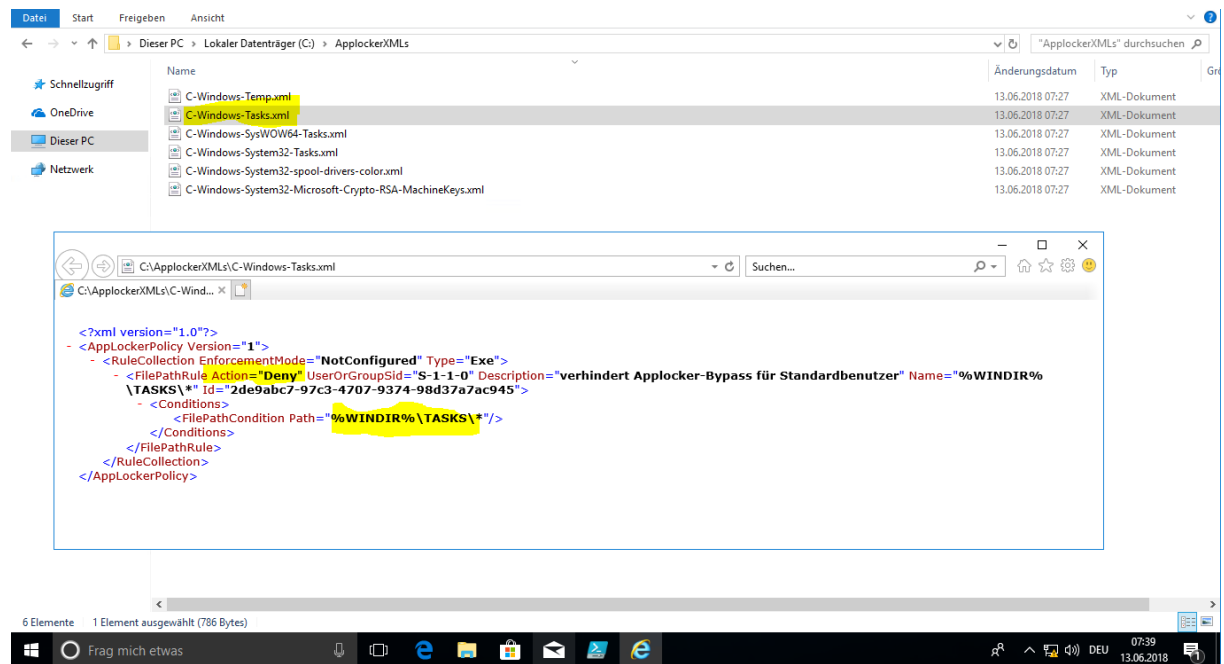 Datei Start Freigeben Ansicht
Dieser PC › Lokaler Datenträger (C:) › ApplockerXMLs
"ApplockerXMLs" durchsuchen
Name Änderungsdatum Typ
Schnellzugriff
OneDrive
Dieser PC
Netzwerk
C-Windows-Temp.xml 13.06.2018 07:27 XML-Dokument
C-Windows-Tasks.xml 13.06.2018 07:27 XML-Dokument
C-Windows-SysWOW64-Tasks.xml 13.06.2018 07:27 XML-Dokument
C-Windows-System32-Tasks.xml 13.06.2018 07:27 XML-Dokument
C-Windows-System32-spool-drivers-color.xml 13.06.2018 07:27 XML-Dokument
C-Windows-System32-Microsoft-Crypto-RSA-MachineKeys.xml 13.06.2018 07:27 XML-Dokument
C:\ApplockerXMLs\C-Windows-Tasks.xml
Suchen...
C:\ApplockerXMLs\C-Wind...
<?xml version="1.0"?>
- <AppLockerPolicy Version="1">
- <RuleCollection EnforcementMode="NotConfigured" Type="Exe">
- <FilePathRule Action="Deny" UserOrGroupSid="S-1-1-0" Description="verhindert Applocker-Bypass für Standardbenutzer" Name="%WINDIR%
\TASKS\*" Id="2de9abc7-97c3-4707-9374-98d37a7ac945">
- <Conditions>
<FilePathCondition Path="%WINDIR%\TASKS\*"/>
</Conditions>
</FilePathRule>
</RuleCollection>
</AppLockerPolicy>
6 Elemente 1 Element ausgewählt (786 Bytes)
Frag mich etwas
DEU
07:39
13.06.2018